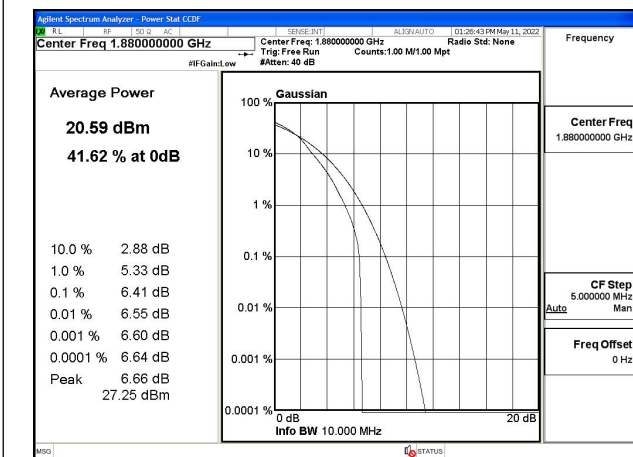 Agilent Spectrum Analyzer - Power Stat CCDF
RL RF 50 Ω AC SENSE:INT ALIGN AUTO 01:26:43 PM May 11, 2022
Center Freq 1.880000000 GHz
Center Freq: 1.880000000 GHz Radio Std: None
Trig: Free Run Counts:1.00 M/1.00 Mpt
#IFGain:Low #Atten: 40 dB
Frequency
Average Power
20.59 dBm
41.62 % at 0dB
10.0 % 2.88 dB
1.0 % 5.33 dB
0.1 % 6.41 dB
0.01 % 6.55 dB
0.001 % 6.60 dB
0.0001 % 6.64 dB
Peak 6.66 dB
27.25 dBm
Gaussian
100 %
10 %
1 %
0.1 %
0.01 %
0.001 %
0.0001 %
0 dB 20 dB
Info BW 10.000 MHz
Center Freq
1.880000000 GHz
CF Step
5.000000 MHz
Auto Man
Freq Offset
0 Hz
MSG STATUS